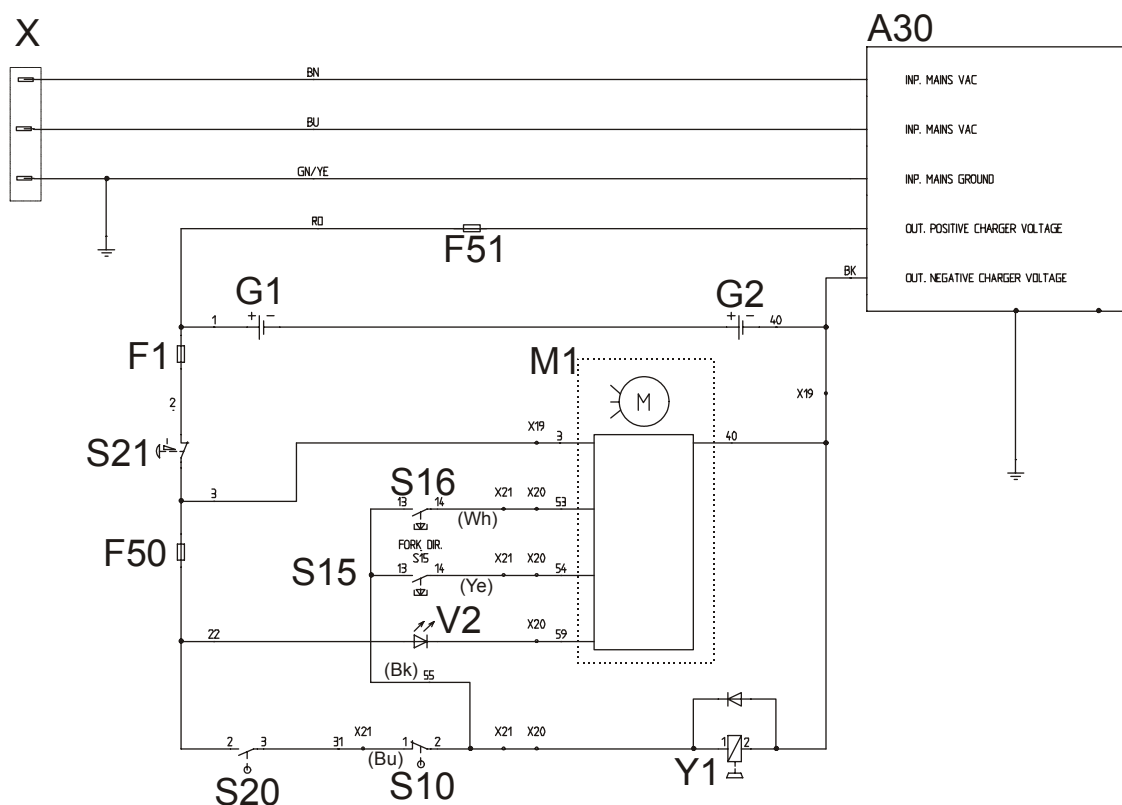 X
A30
BN
INP. MAINS VAC
BU
INP. MAINS VAC
GN/YE
INP. MAINS GROUND
RD
OUT. POSITIVE CHARGER VOLTAGE
F51
BK
OUT. NEGATIVE CHARGER VOLTAGE
G1
G2
1
+
-
+
-
40
F1
M1
M
2
X19
X19
3
40
S21
3
S16
13
14
X21
X20
53
(Wh)
F50
FORK DIR.
S15
S15
13
14
X21
X20
54
(Ye)
V2
22
X20
59
(Bk)
55
2
3
31
X21
1
2
X21
X20
1
2
(Bu)
S20
S10
Y1